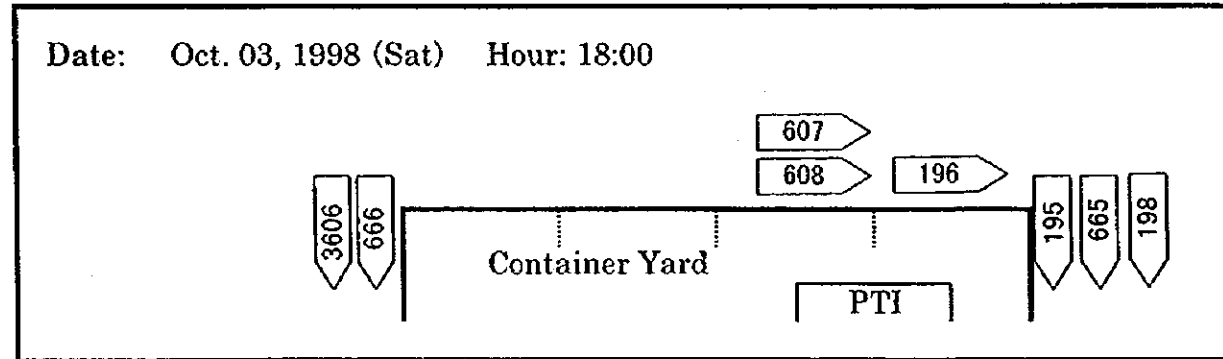 Date: Oct. 03, 1998 (Sat) Hour: 18:00
607
608 196
3606 666 195 665 198
Container Yard
PTI